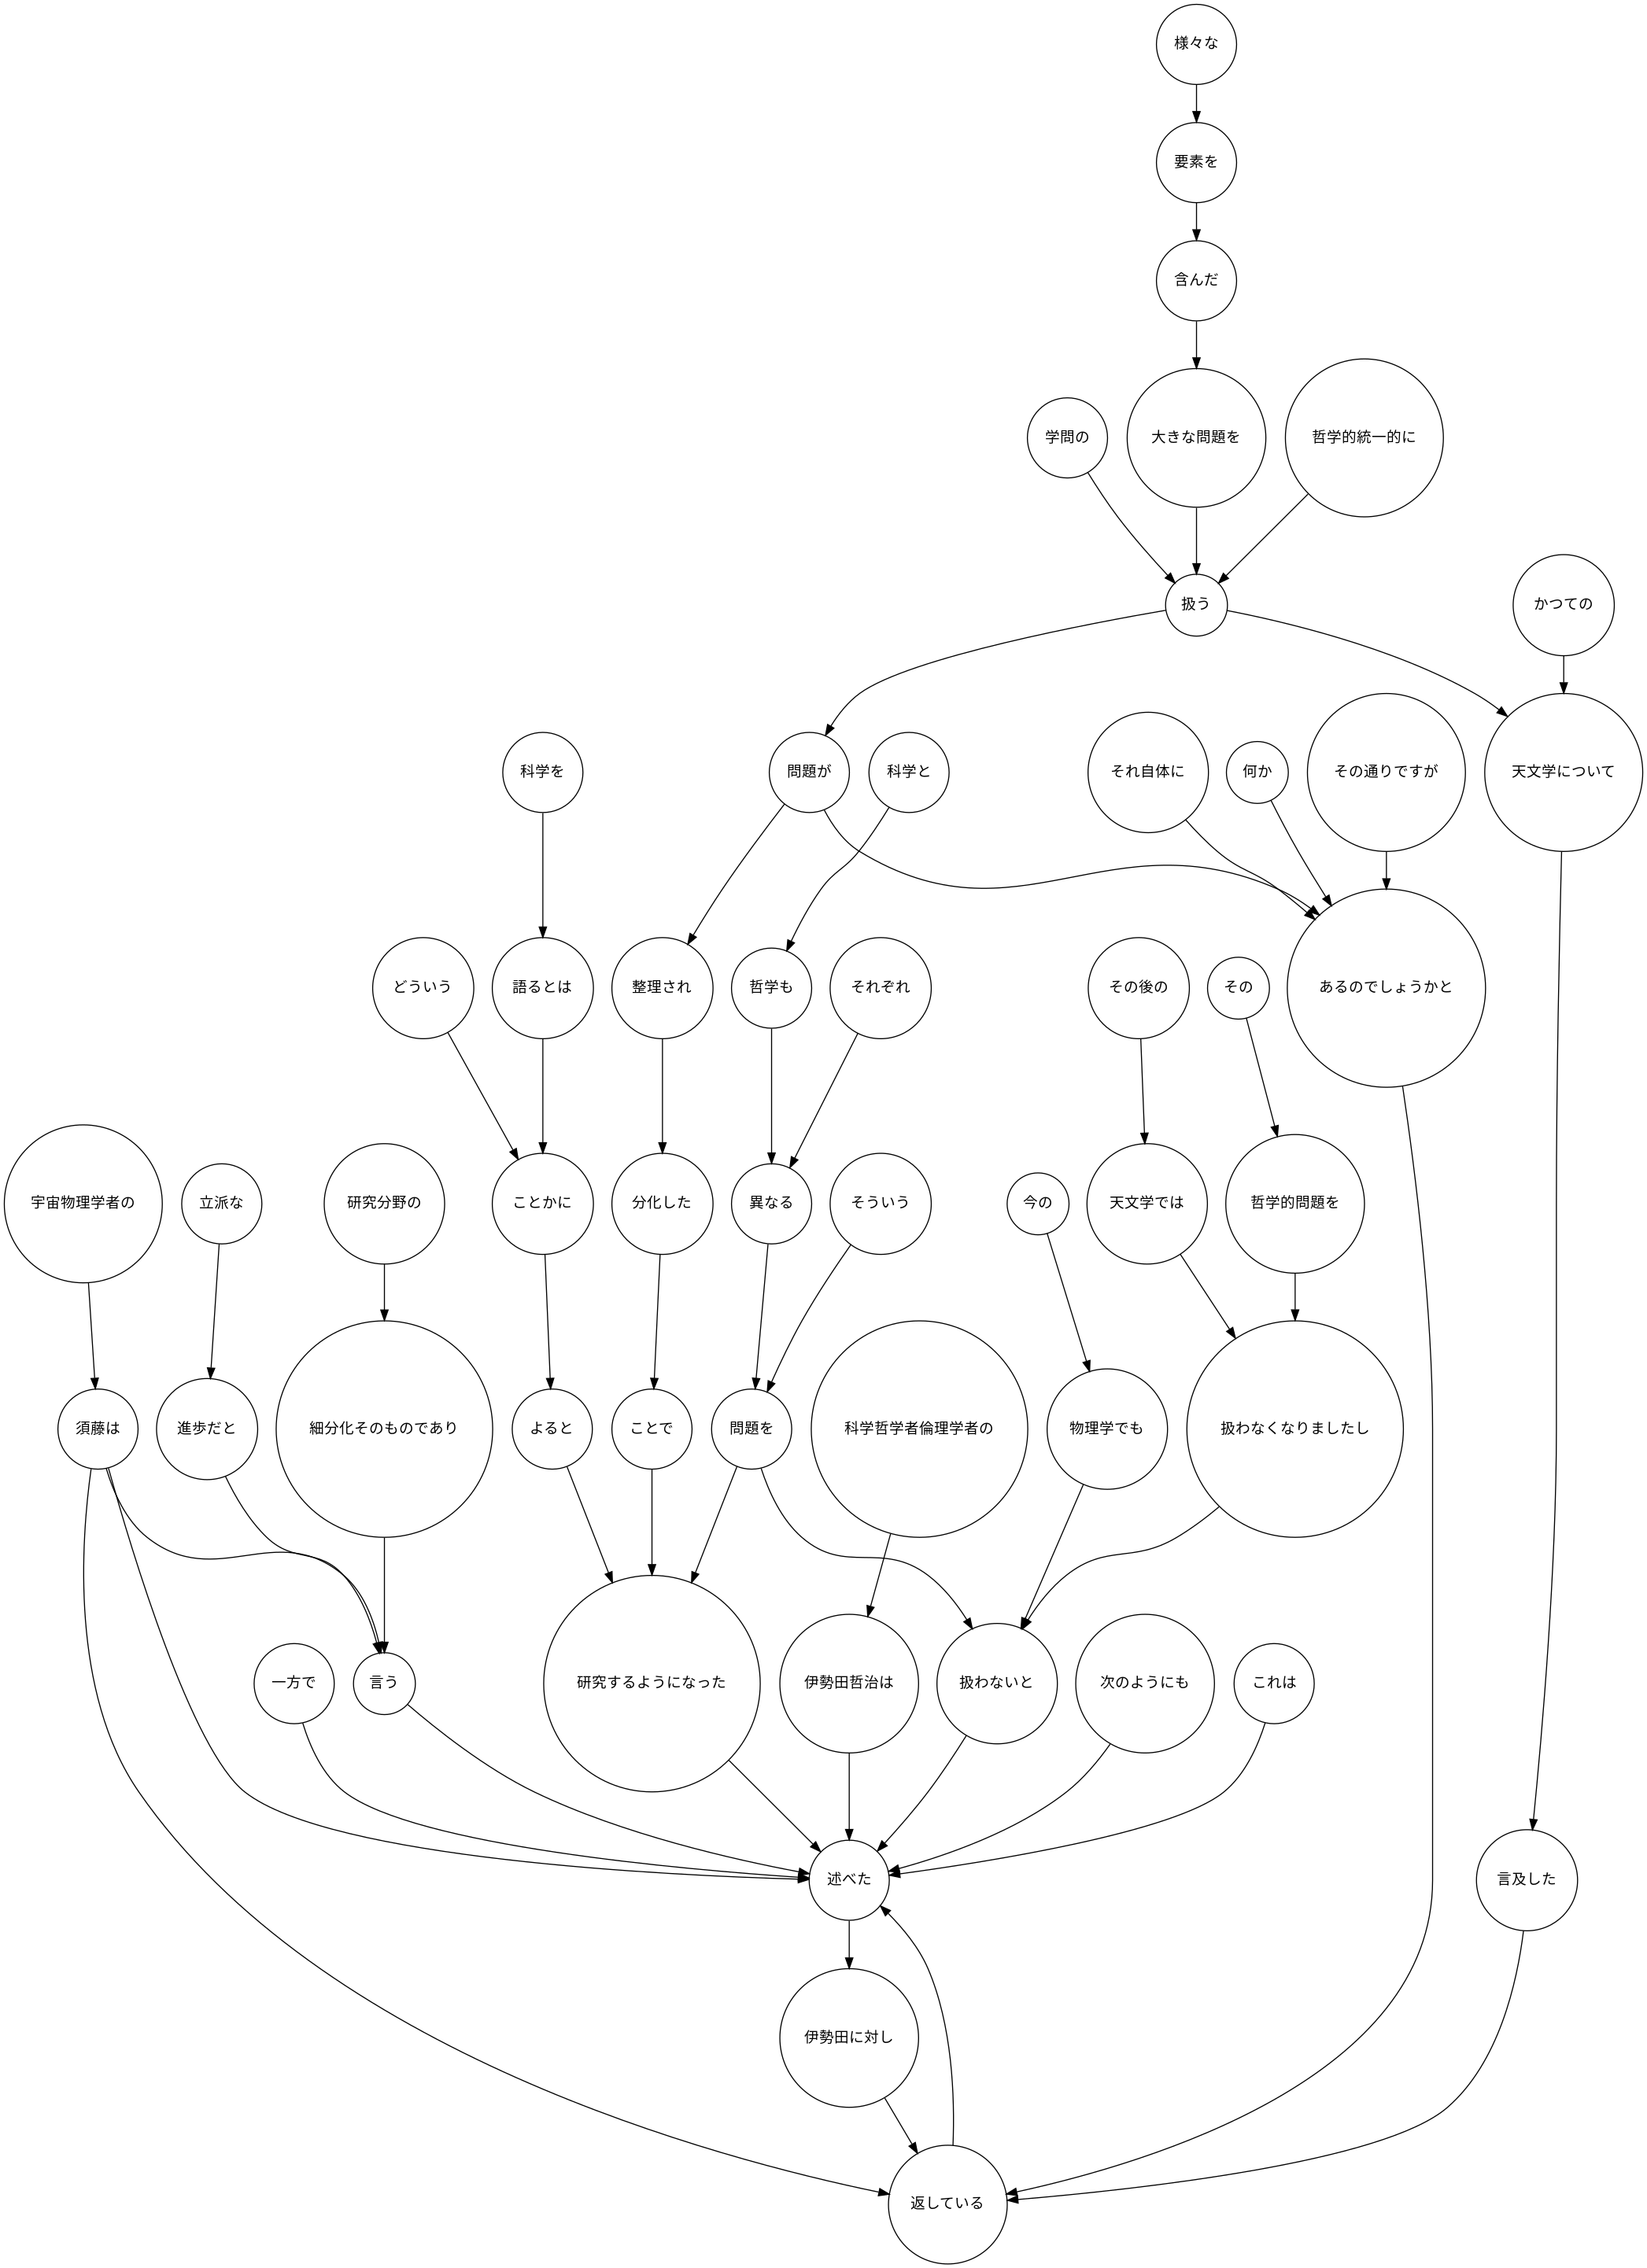 様々な
要素を
含んだ
学問の
大きな問題を
哲学的統一的に
扱う
かつての
科学を
問題が
科学と
それ自体に
何か
その通りですが
天文学について
どういう
語るとは
整理され
哲学も
それぞれ
その後の
その
あるのでしょうかと
宇宙物理学者の
立派な
研究分野の
ことかに
分化した
異なる
そういう
今の
天文学では
哲学的問題を
須藤は
進歩だと
細分化そのものであり
よると
ことで
問題を
科学哲学者倫理学者の
物理学でも
扱わなくなりましたし
一方で
言う
研究するようになった
伊勢田哲治は
扱わないと
次のようにも
これは
述べた
言及した
伊勢田に対し
返している